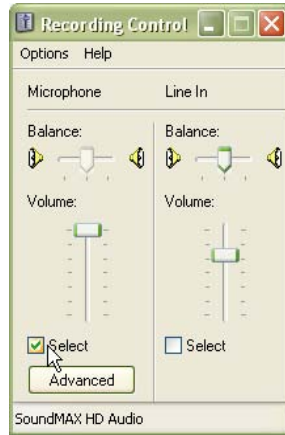 Recording Control
Options Help
Microphone Line In
Balance: Balance:
Volume: Volume:
Select Select
Advanced
SoundMAX HD Audio